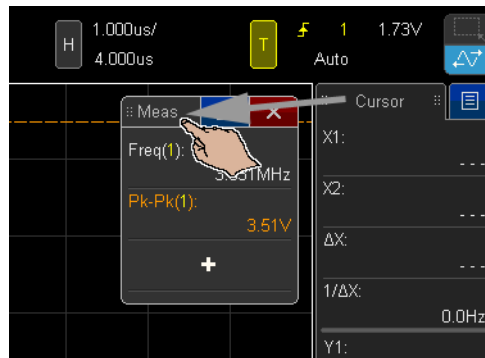 H
1.000us/
4.000us
T
1
1.73V
Auto
Meas
Freq(1):
MHz
Pk-Pk(1):
3.51V
+
Cursor
X1:
---
X2:
---
ΔX:
---
1/ΔX:
0.0Hz
Y1: